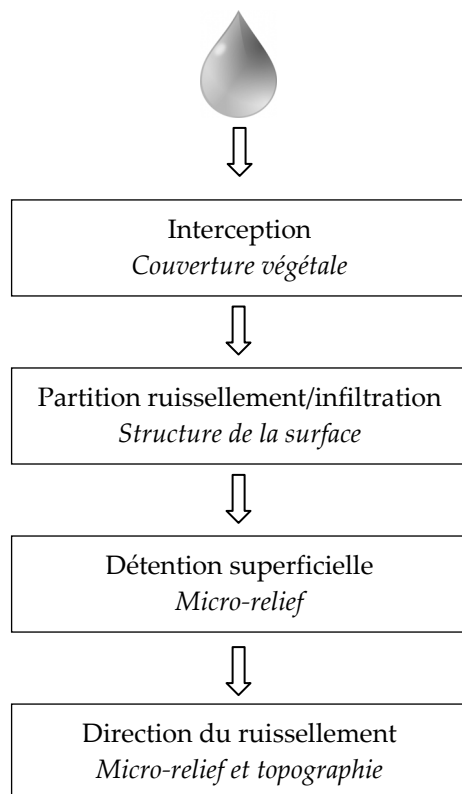 Interception
Couverture végétale
Partition ruissellement/infiltration
Structure de la surface
Détention superficielle
Micro-relief
Direction du ruissellement
Micro-relief et topographie